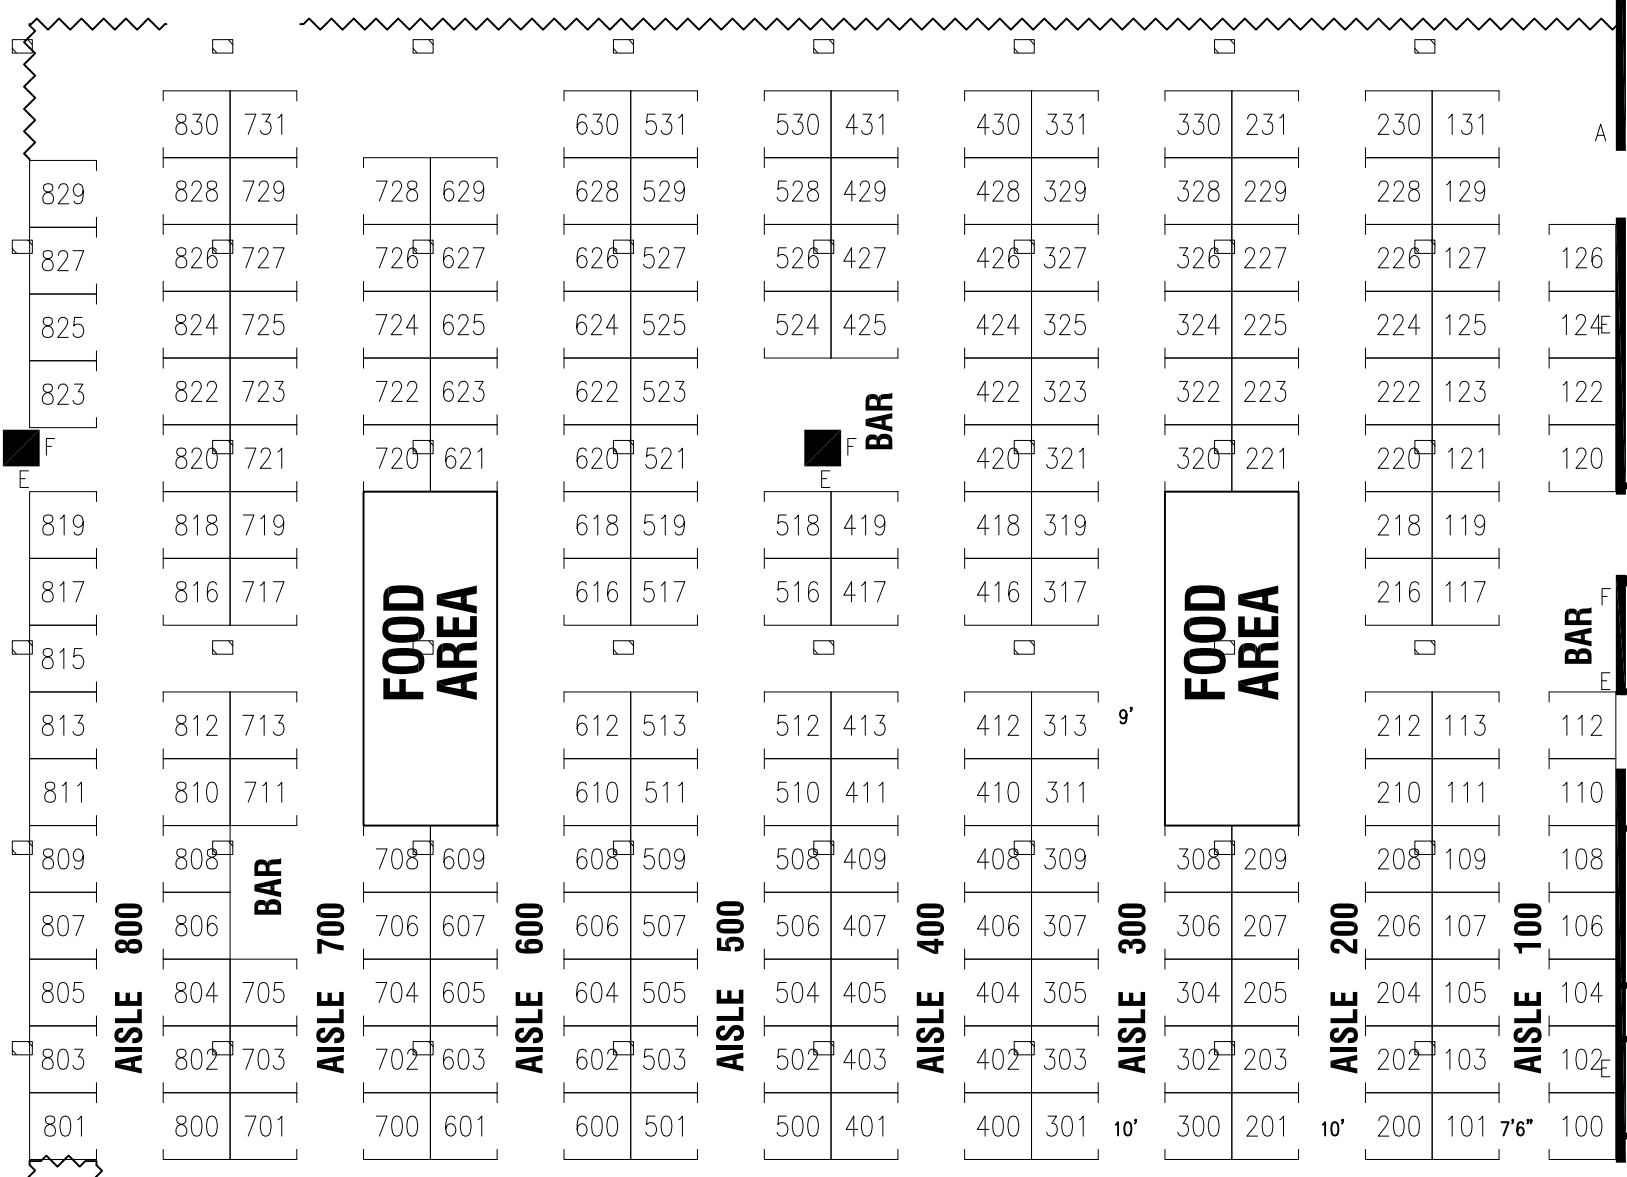 830 731 630 531 530 431 430 331 330 231 230 131 A
829 828 729 728 629 628 529 528 429 428 329 328 229 228 129
827 826 727 726 627 626 527 526 427 426 327 326 227 226 127 126
825 824 725 724 625 624 525 524 425 424 325 324 225 224 125 124 E
823 822 723 722 623 622 523 BAR 422 323 322 223 222 123 122
F 820 721 720 621 620 521 F 420 321 320 221 220 121 120
E E
819 818 719 618 519 518 419 418 319 218 119
817 816 717 616 517 516 417 416 317 216 117 F
FOOD FOOD BAR
AREA AREA
815 E
813 812 713 612 513 512 413 412 313 9' 212 113 112
811 810 711 610 511 510 411 410 311 210 111 110
809 808 BAR 708 609 608 509 508 409 408 309 308 209 208 109 108
807 806 706 607 606 507 506 407 406 307 306 207 206 107 106
AISLE 800 AISLE 700 AISLE 600 AISLE 500 AISLE 400 AISLE 300 AISLE 200 AISLE 100
805 804 705 704 605 604 505 504 405 404 305 304 205 204 105 104
803 802 703 702 603 602 503 502 403 402 303 302 203 202 103 102 E
801 800 701 700 601 600 501 500 401 400 301 10' 300 201 10' 200 101 7'6" 100